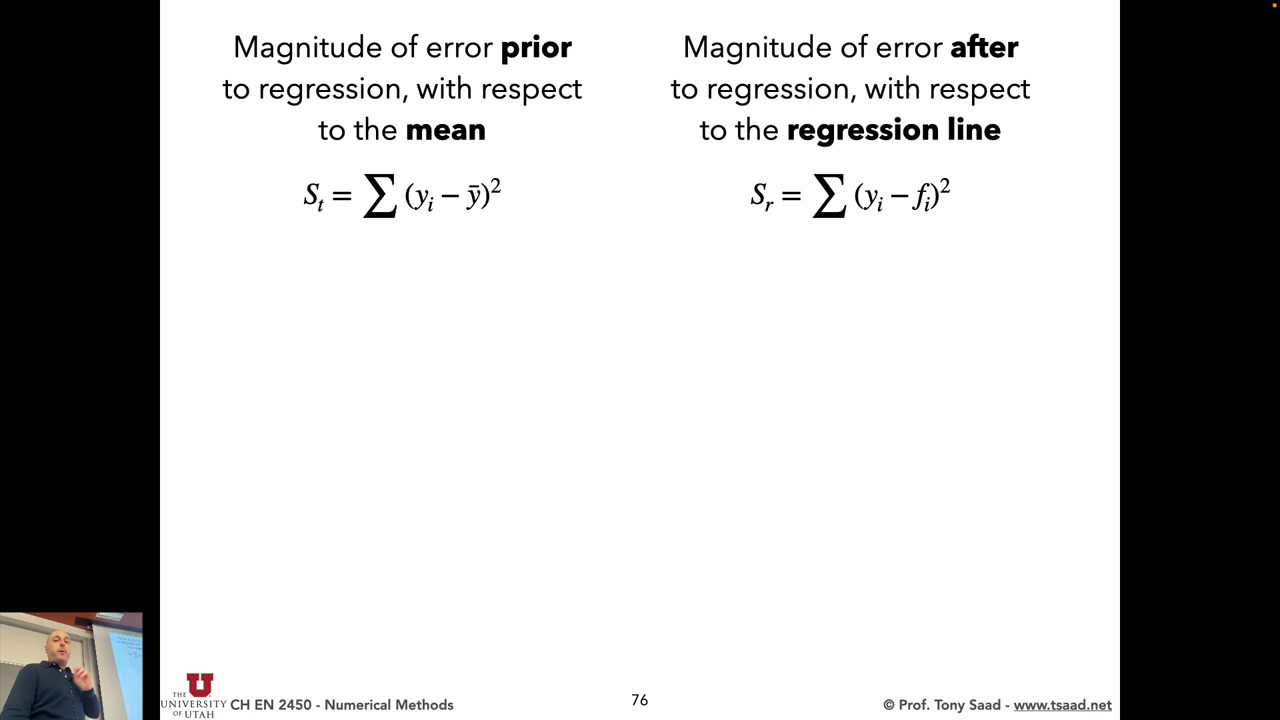 Magnitude of error prior
to regression, with respect
to the mean
S_t = ∑ (y_i − ȳ)²
Magnitude of error after
to regression, with respect
to the regression line
S_r = ∑ (y_i − f_i)²
THE
UNIVERSITY
OF UTAH
CH EN 2450 - Numerical Methods
76
© Prof. Tony Saad - www.tsaad.net